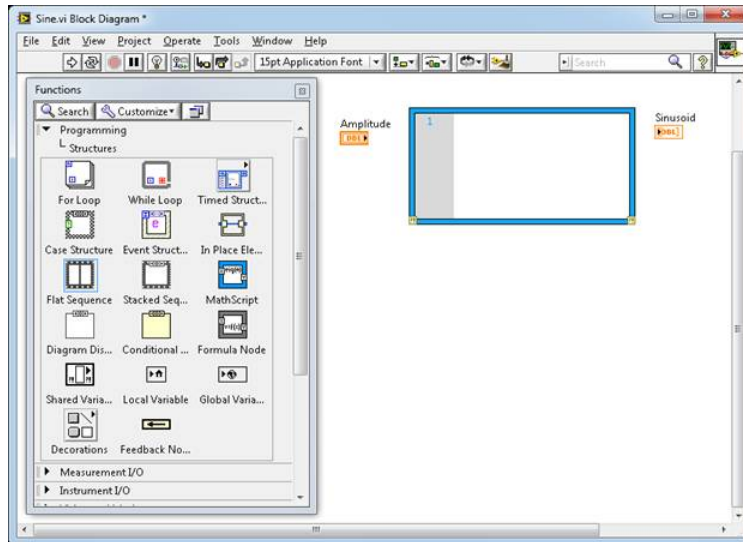 Sine.vi Block Diagram *
File Edit View Project Operate Tools Window Help
15pt Application Font
Search
Functions
Search Customize
Programming
Structures
For Loop While Loop Timed Struct...
Case Structure Event Struct... In Place Ele...
Flat Sequence Stacked Seq... MathScript
Diagram Dis... Conditional ... Formula Node
Shared Varia... Local Variable Global Varia...
Decorations Feedback No...
Measurement I/O
Instrument I/O
Amplitude
DBL
1
Sinusoid
DBL